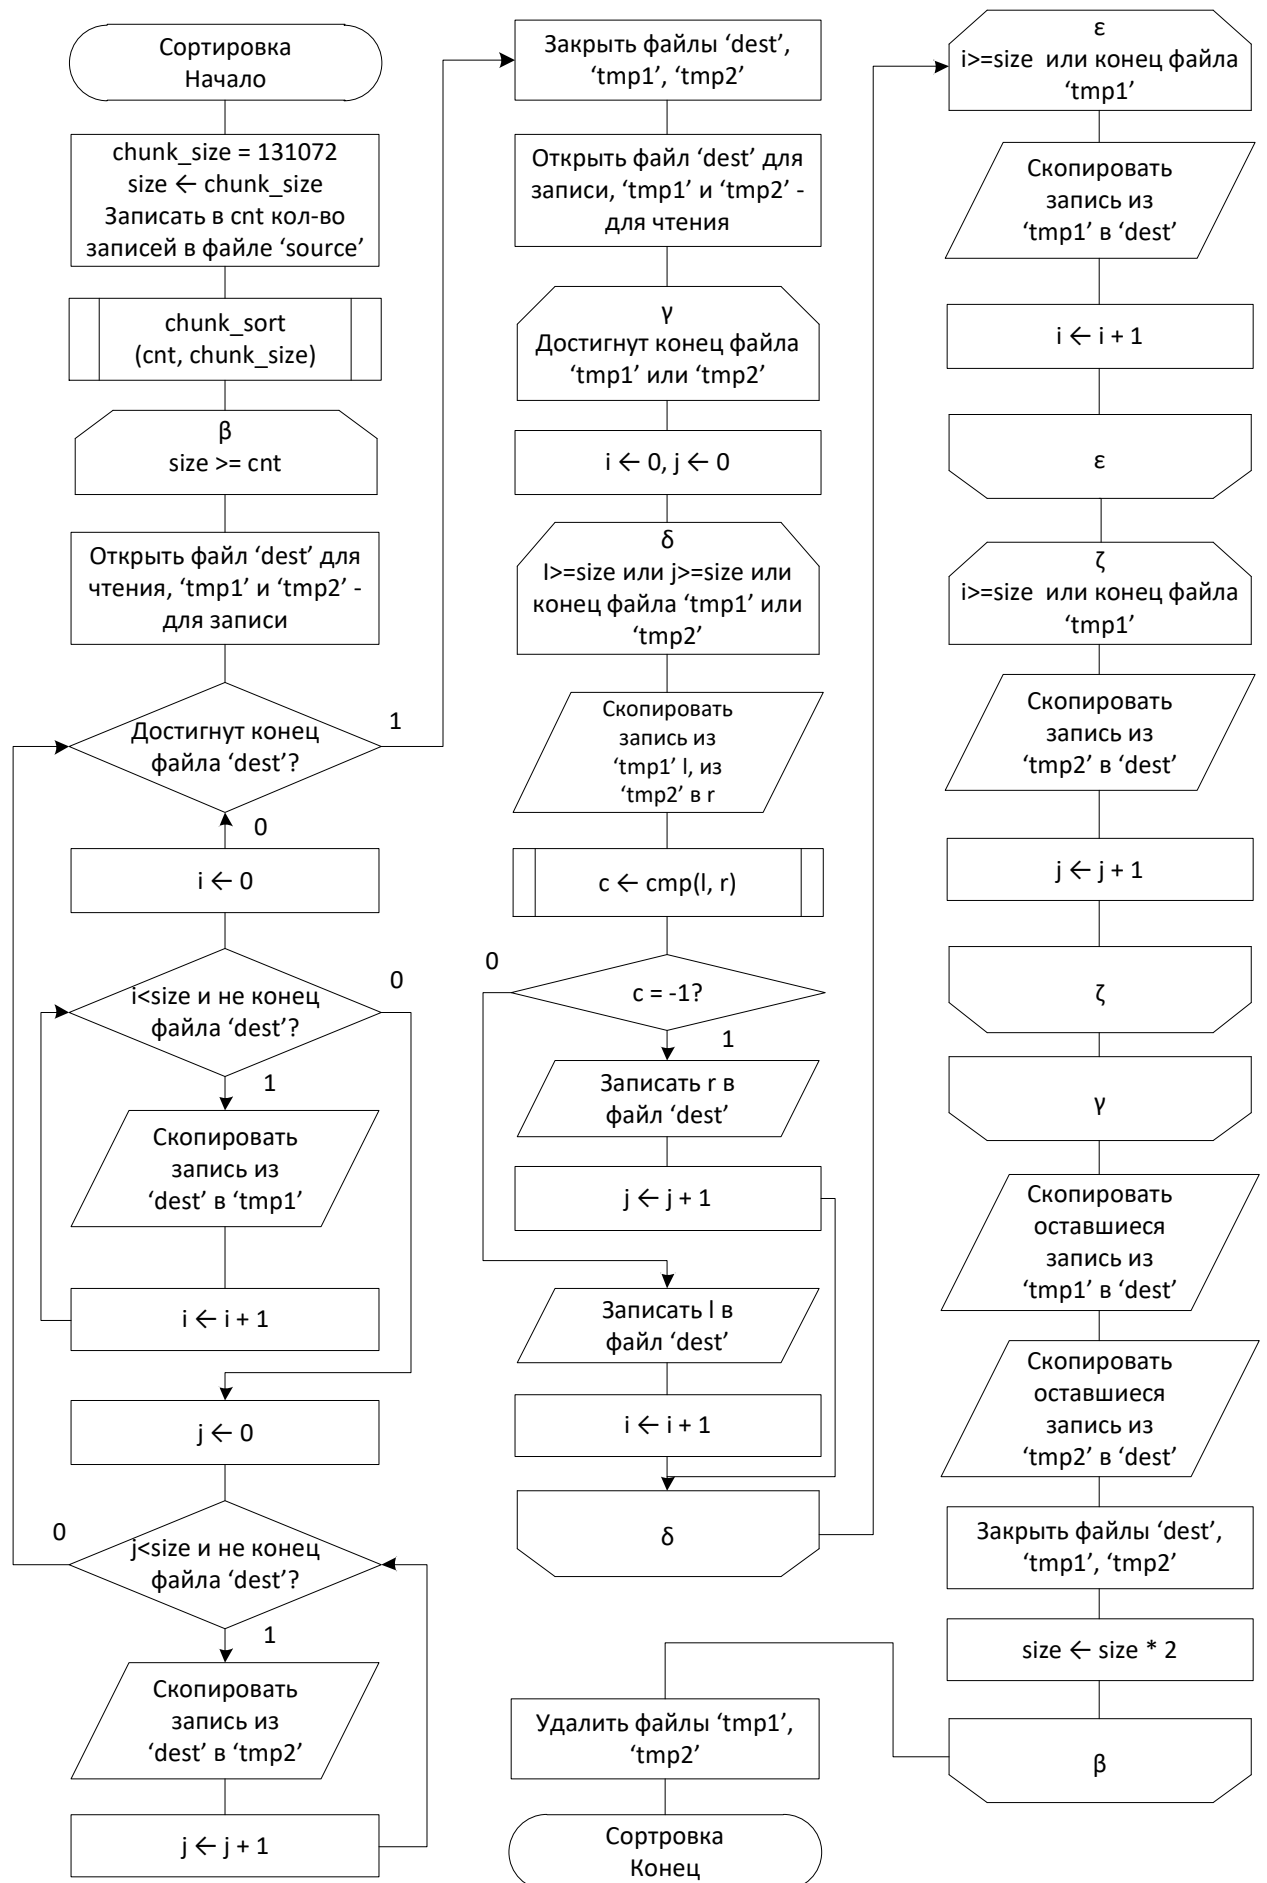 Сортировка
Начало
chunk_size = 131072
size ← chunk_size
Записать в cnt кол-во
записей в файле ‘source’
chunk_sort
(cnt, chunk_size)
β
size >= cnt
Открыть файл ‘dest’ для
чтения, ‘tmp1’ и ‘tmp2’ -
для записи
Достигнут конец
файла ‘dest’?
1
0
i ← 0
i<size и не конец
файла ‘dest’?
0
1
Скопировать
запись из
‘dest’ в ‘tmp1’
i ← i + 1
j ← 0
j<size и не конец
файла ‘dest’?
0
1
Скопировать
запись из
‘dest’ в ‘tmp2’
j ← j + 1
Закрыть файлы ‘dest’,
‘tmp1’, ‘tmp2’
Открыть файл ‘dest’ для
записи, ‘tmp1’ и ‘tmp2’ -
для чтения
γ
Достигнут конец файла
‘tmp1’ или ‘tmp2’
i ← 0, j ← 0
δ
I>=size или j>=size или
конец файла ‘tmp1’ или
‘tmp2’
Скопировать
запись из
‘tmp1’ l, из
‘tmp2’ в r
c ← cmp(l, r)
0
c = -1?
1
Записать r в
файл ‘dest’
j ← j + 1
Записать l в
файл ‘dest’
i ← i + 1
δ
ε
i>=size или конец файла
‘tmp1’
Скопировать
запись из
‘tmp1’ в ‘dest’
i ← i + 1
ε
ζ
i>=size или конец файла
‘tmp1’
Скопировать
запись из
‘tmp2’ в ‘dest’
j ← j + 1
ζ
γ
Скопировать
оставшиеся
запись из
‘tmp1’ в ‘dest’
Скопировать
оставшиеся
запись из
‘tmp2’ в ‘dest’
Закрыть файлы ‘dest’,
‘tmp1’, ‘tmp2’
size ← size * 2
β
Удалить файлы ‘tmp1’,
‘tmp2’
Сортровка
Конец